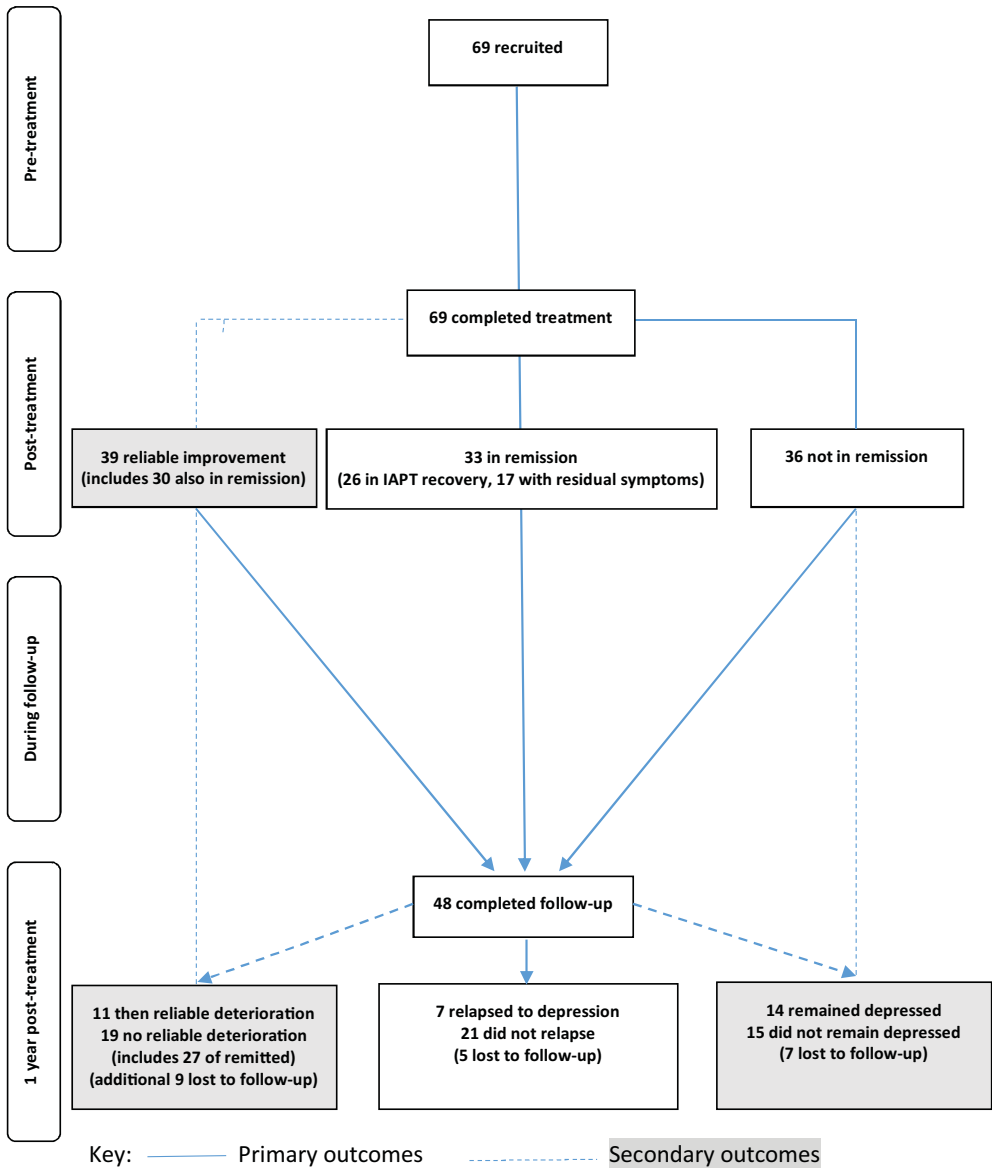 Pre-treatment
69 recruited
Post-treatment
69 completed treatment
39 reliable improvement
(includes 30 also in remission)
33 in remission
(26 in IAPT recovery, 17 with residual symptoms)
36 not in remission
During follow-up
1 year post-treatment
48 completed follow-up
11 then reliable deterioration
19 no reliable deterioration
(includes 27 of remitted)
(additional 9 lost to follow-up)
7 relapsed to depression
21 did not relapse
(5 lost to follow-up)
14 remained depressed
15 did not remain depressed
(7 lost to follow-up)
Key: Primary outcomes Secondary outcomes